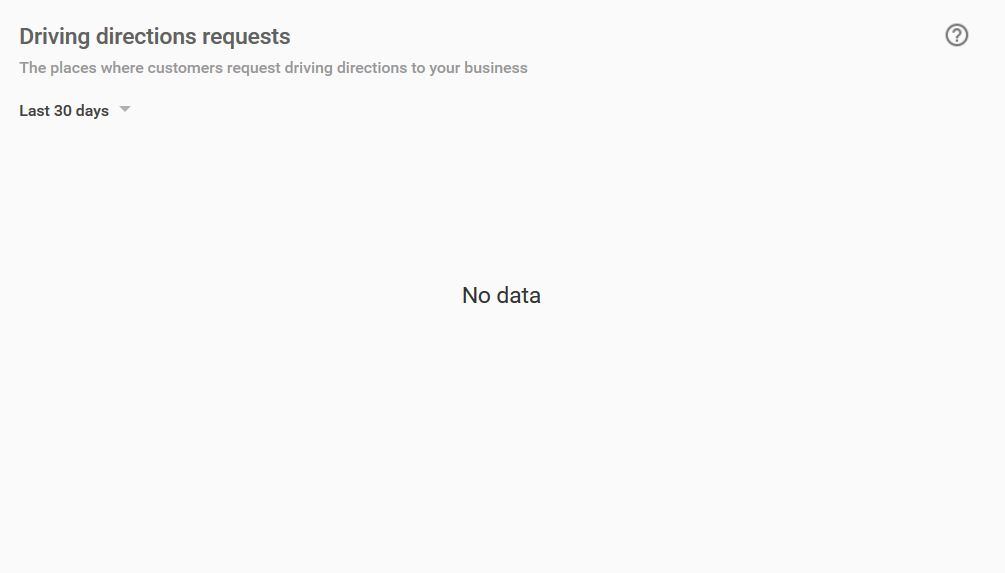 Driving directions requests
The places where customers request driving directions to your business
Last 30 days
No data